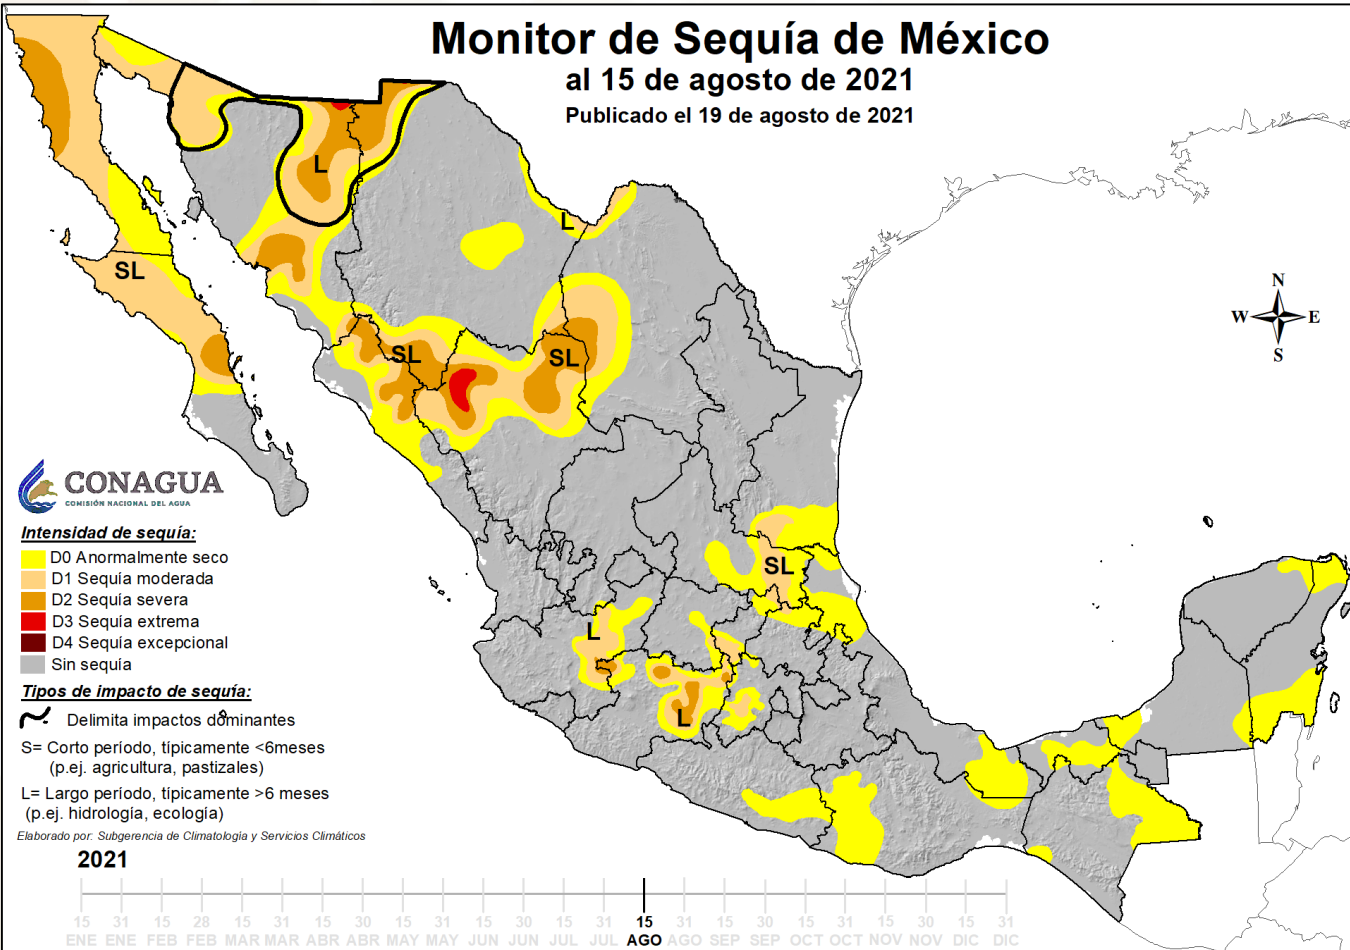 Monitor de Sequía de México
al 15 de agosto de 2021
Publicado el 19 de agosto de 2021
L
L
SL
N
W E
S
SL
SL
CONAGUA
COMISIÓN NACIONAL DEL AGUA
Intensidad de sequía:
D0 Anormalmente seco
D1 Sequía moderada
D2 Sequía severa
D3 Sequía extrema
D4 Sequía excepcional
Sin sequía
SL
L
L
Tipos de impacto de sequía:
Delimita impactos dominantes
S= Corto período, típicamente <6meses
(p.ej. agricultura, pastizales)
L= Largo período, típicamente >6 meses
(p.ej. hidrología, ecología)
Elaborado por: Subgerencia de Climatología y Servicios Climáticos
2021
15 31 15 28 15 31 15 30 15 31 15 30 15 31 15 31 15 30 15 31 15 30 15 31
ENE ENE FEB FEB MAR MAR ABR ABR MAY MAY JUN JUN JUL JUL AGO AGO SEP SEP OCT OCT NOV NOV DIC DIC